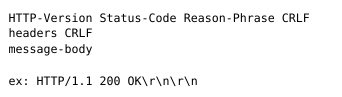 HTTP-Version Status-Code Reason-Phrase CRLF
headers CRLF
message-body
ex: HTTP/1.1 200 OK\r\n\r\n